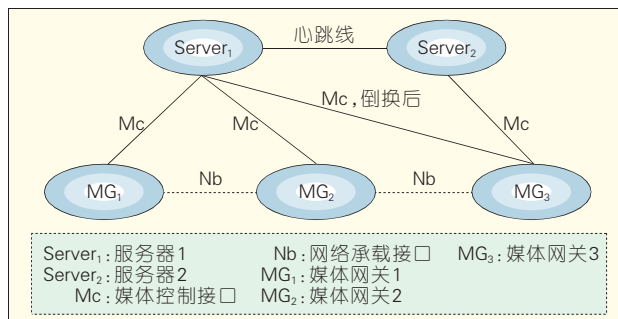 Server₁ 心跳线 Server₂
Mc,倒换后
Mc Mc Mc
MG₁ Nb MG₂ Nb MG₃
Server₁:服务器1 Nb:网络承载接口 MG₃:媒体网关3
Server₂:服务器2 MG₁:媒体网关1
Mc:媒体控制接口 MG₂:媒体网关2